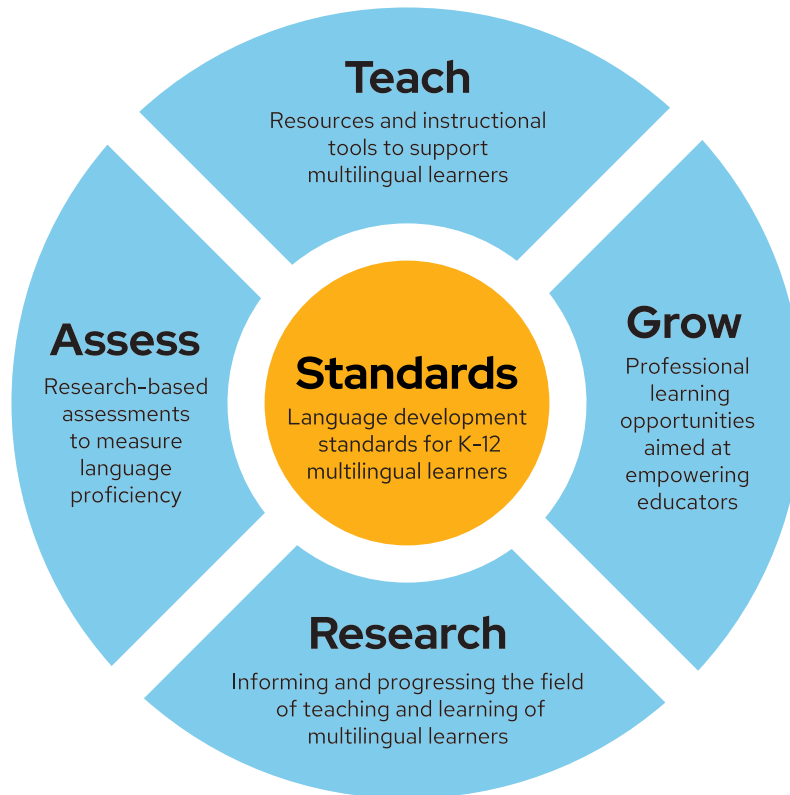 Teach
Resources and instructional
tools to support
multilingual learners
Assess
Research-based
assessments
to measure
language
proficiency
Standards
Language development
standards for K-12
multilingual learners
Grow
Professional
learning
opportunities
aimed at
empowering
educators
Research
Informing and progressing the field
of teaching and learning of
multilingual learners